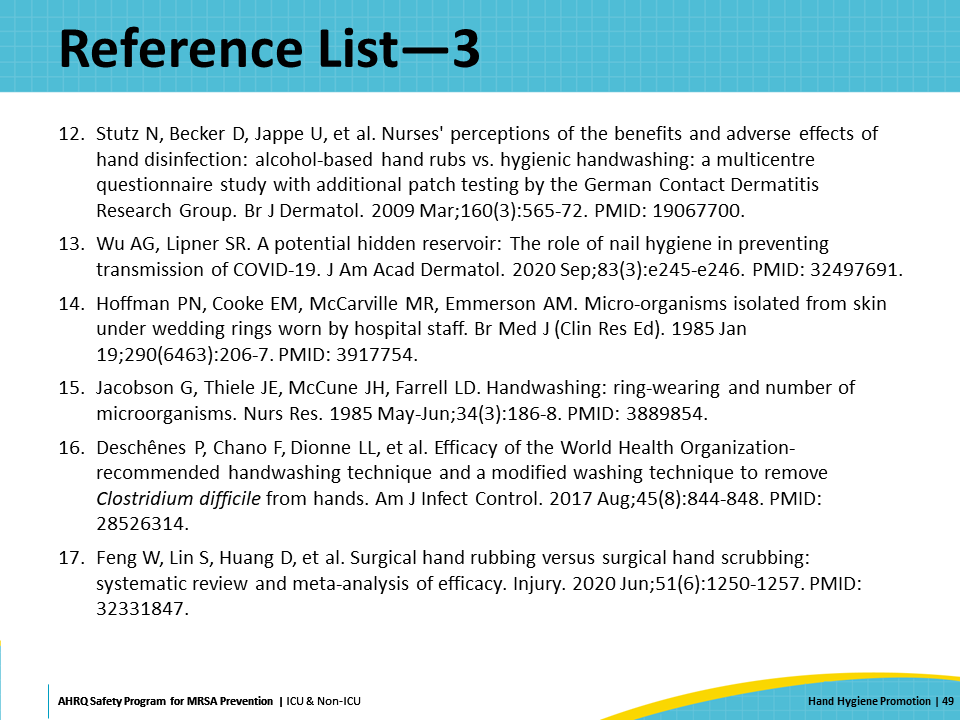 Reference List—3
12. Stutz N, Becker D, Jappe U, et al. Nurses' perceptions of the benefits and adverse effects of
hand disinfection: alcohol-based hand rubs vs. hygienic handwashing: a multicentre
questionnaire study with additional patch testing by the German Contact Dermatitis
Research Group. Br J Dermatol. 2009 Mar;160(3):565-72. PMID: 19067700.
13. Wu AG, Lipner SR. A potential hidden reservoir: The role of nail hygiene in preventing
transmission of COVID-19. J Am Acad Dermatol. 2020 Sep;83(3):e245-e246. PMID: 32497691.
14. Hoffman PN, Cooke EM, McCarville MR, Emmerson AM. Micro-organisms isolated from skin
under wedding rings worn by hospital staff. Br Med J (Clin Res Ed). 1985 Jan
19;290(6463):206-7. PMID: 3917754.
15. Jacobson G, Thiele JE, McCune JH, Farrell LD. Handwashing: ring-wearing and number of
microorganisms. Nurs Res. 1985 May-Jun;34(3):186-8. PMID: 3889854.
16. Deschênes P, Chano F, Dionne LL, et al. Efficacy of the World Health Organization-
recommended handwashing technique and a modified washing technique to remove
Clostridium difficile from hands. Am J Infect Control. 2017 Aug;45(8):844-848. PMID:
28526314.
17. Feng W, Lin S, Huang D, et al. Surgical hand rubbing versus surgical hand scrubbing:
systematic review and meta-analysis of efficacy. Injury. 2020 Jun;51(6):1250-1257. PMID:
32331847.
AHRQ Safety Program for MRSA Prevention | ICU & Non-ICU
Hand Hygiene Promotion | 49